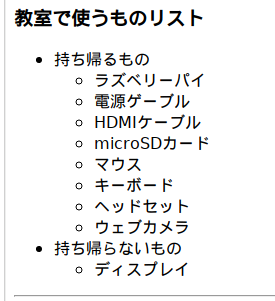 教室で使うものリスト
持ち帰るもの
ラズベリーパイ
電源ゲーブル
HDMIケーブル
microSDカード
マウス
キーボード
ヘッドセット
ウェブカメラ
持ち帰らないもの
ディスプレイ